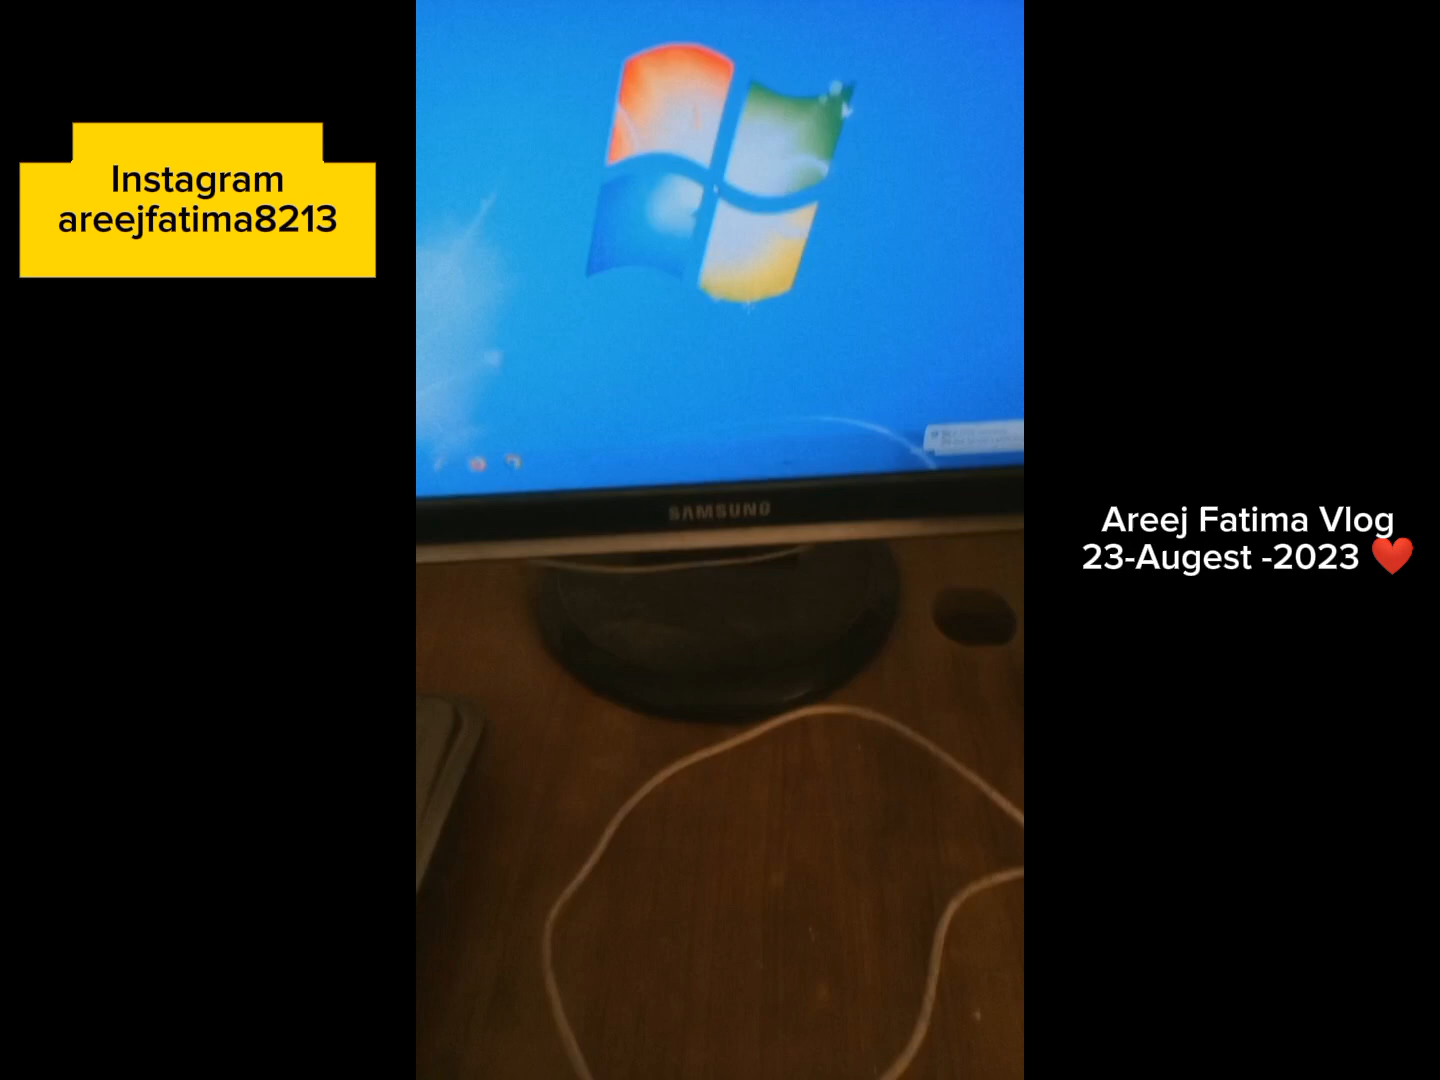 Instagram
areejfatima8213
SAMSUNG
Areej Fatima Vlog
23-Augest -2023 ❤️